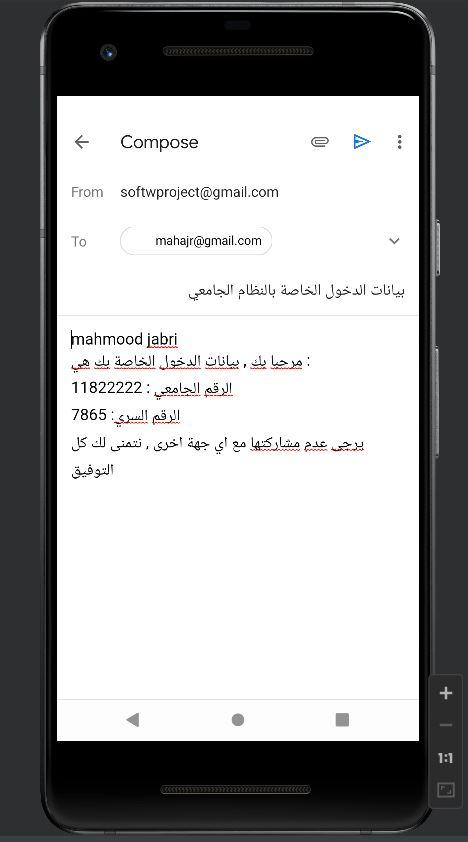 Compose
From softwproject@gmail.com
To mahajr@gmail.com
بيانات الدخول الخاصة بالنظام الجامعي
mahmood jabri
مرحبا بك , بيانات الدخول الخاصة بك هي :
الرقم الجامعي : 11822222
الرقم السري: 7865
يرجى عدم مشاركتها مع اي جهة اخرى , نتمنى لك كل
التوفيق
1:1